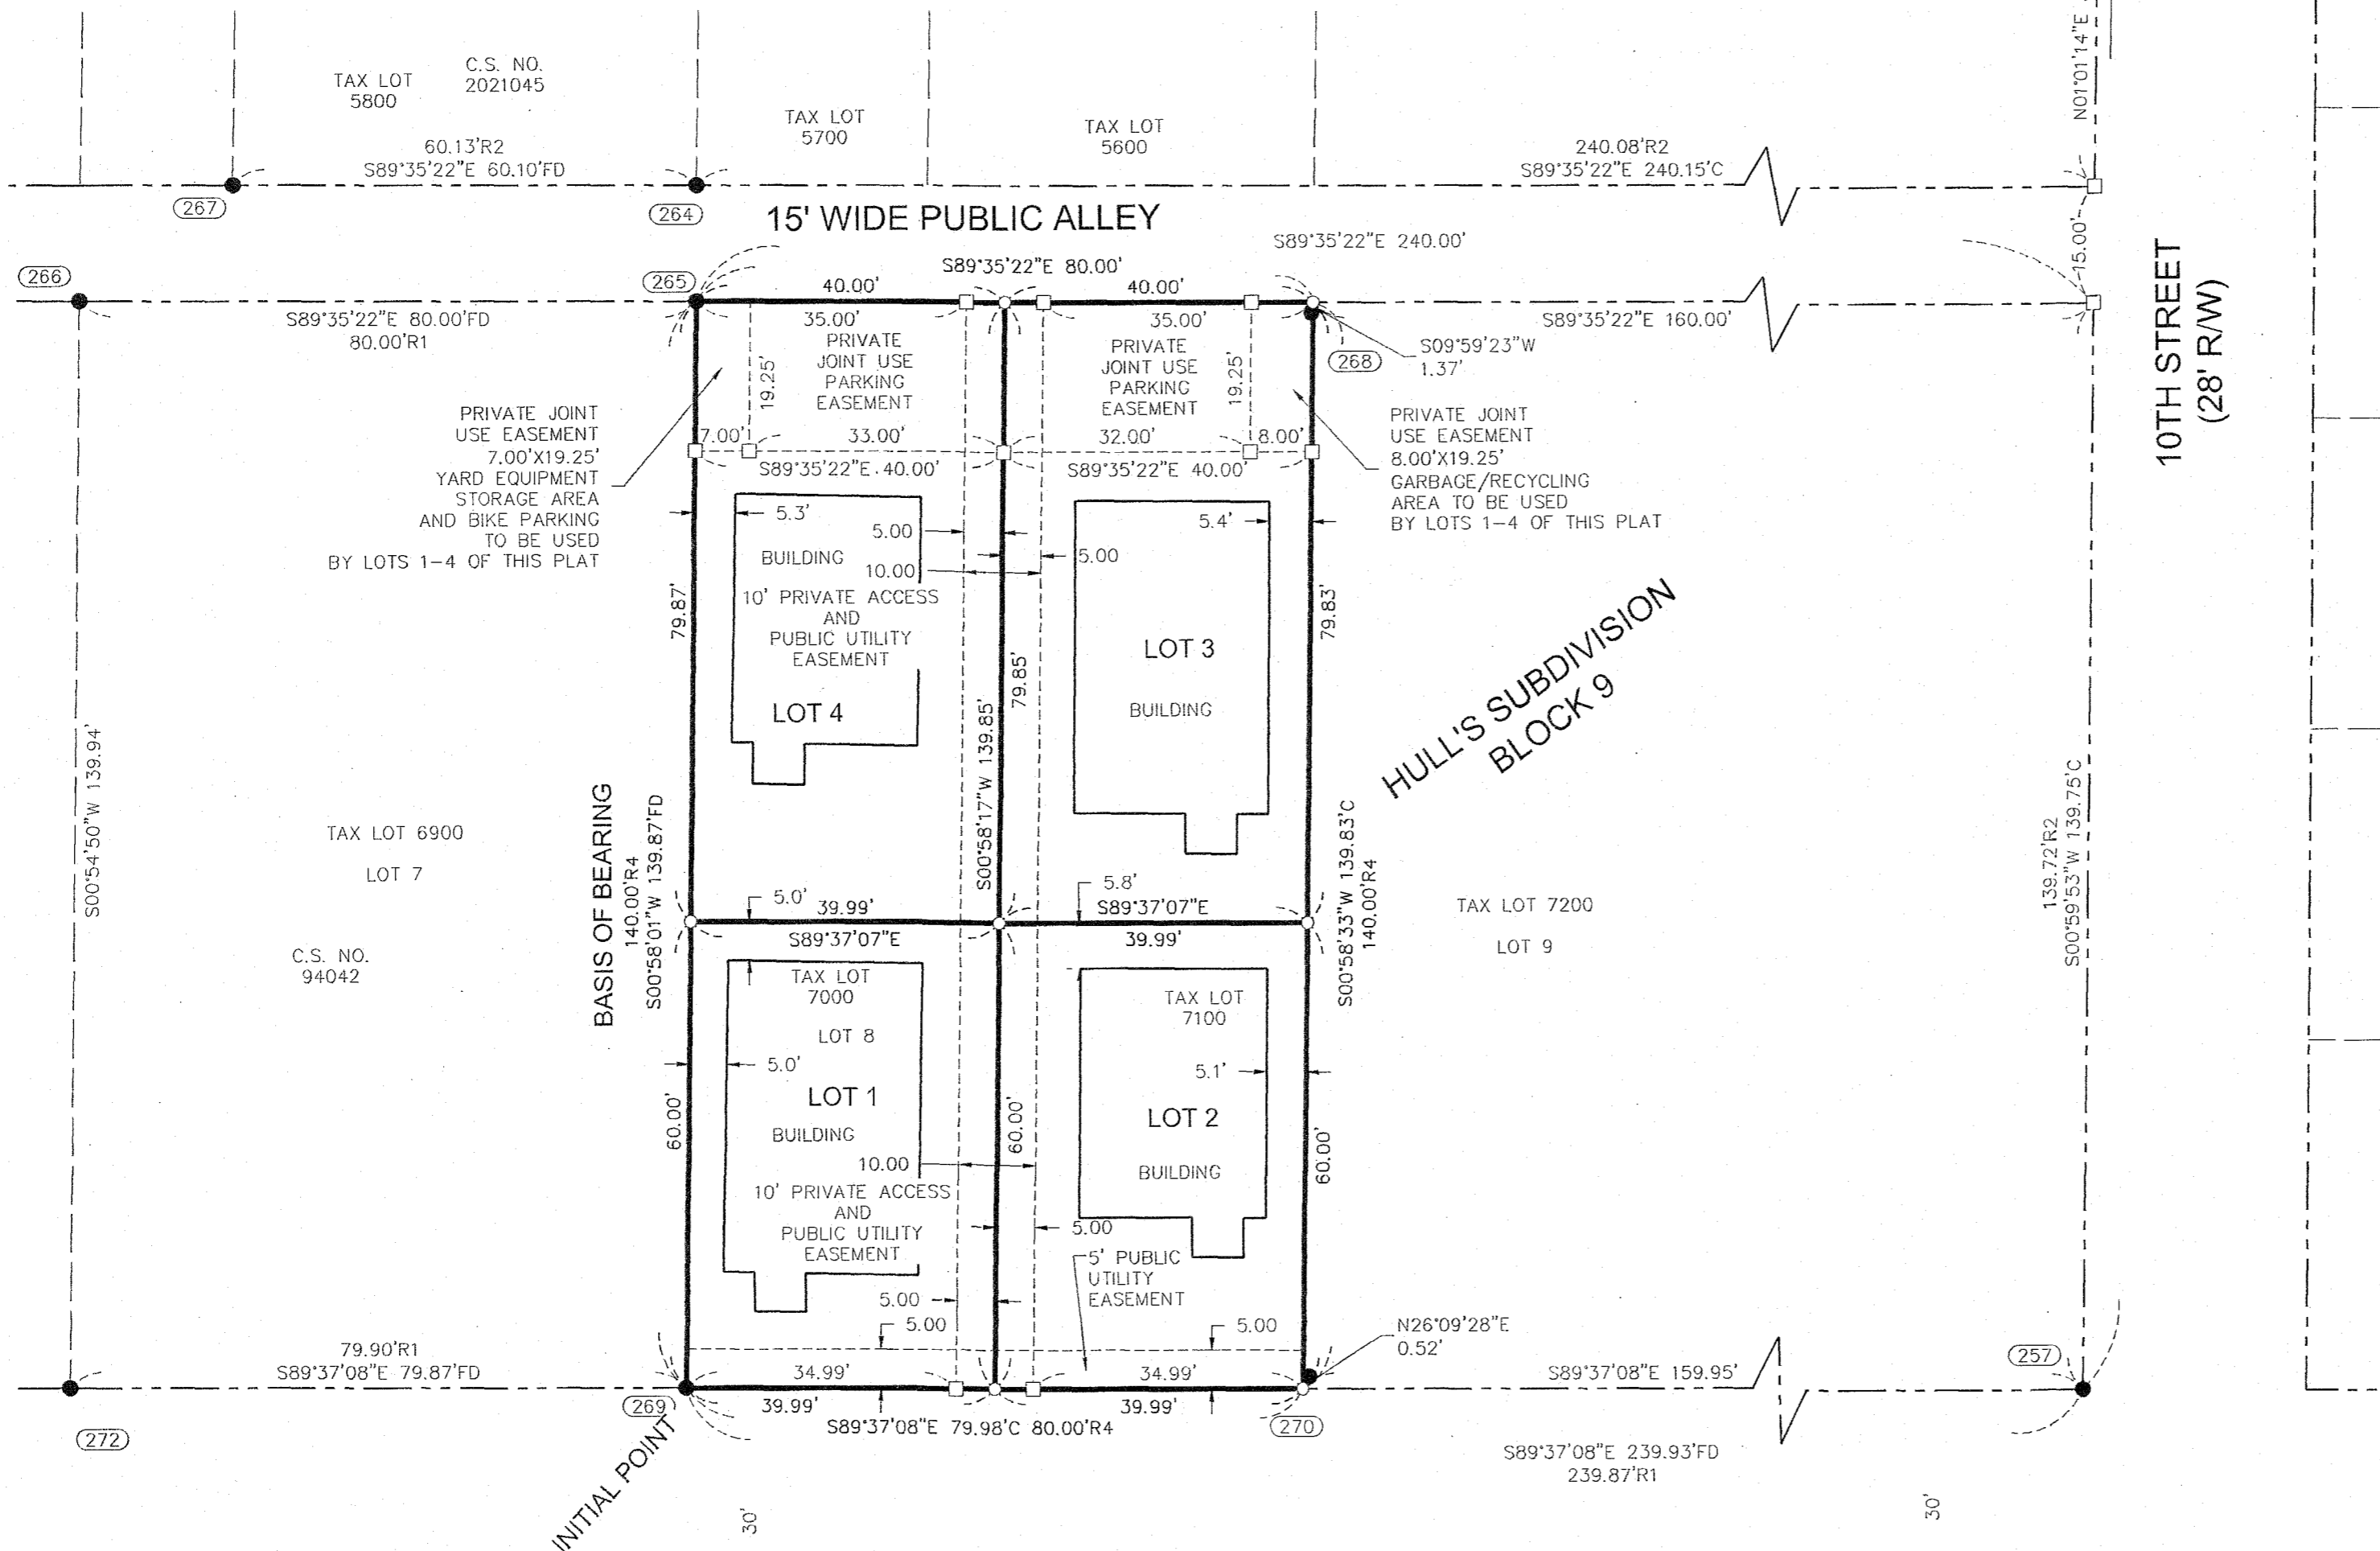 TAX LOT
5800
C.S. NO.
2021045
TAX LOT
5700
TAX LOT
5600
N01°01'14"E
60.13'R2
S89°35'22"E 60.10'FD
240.08'R2
S89°35'22"E 240.15'C
267
264
15' WIDE PUBLIC ALLEY
S89°35'22"E 240.00'
15.00'
10TH STREET
(28' R/W)
266
265
S89°35'22"E 80.00'
40.00'
40.00'
S89°35'22"E 80.00'FD
80.00'R1
35.00'
35.00'
S89°35'22"E 160.00'
PRIVATE
JOINT USE
PARKING
EASEMENT
19.25'
PRIVATE
JOINT USE
PARKING
EASEMENT
19.25'
268
S09°59'23"W
1.37'
PRIVATE JOINT
USE EASEMENT
7.00'X19.25'
YARD EQUIPMENT
STORAGE AREA
AND BIKE PARKING
TO BE USED
BY LOTS 1-4 OF THIS PLAT
PRIVATE JOINT
USE EASEMENT
8.00'X19.25'
GARBAGE/RECYCLING
AREA TO BE USED
BY LOTS 1-4 OF THIS PLAT
7.00'
33.00'
32.00'
8.00'
S89°35'22"E 40.00'
S89°35'22"E 40.00'
5.3'
5.00
5.4'
BUILDING
5.00
10.00
10' PRIVATE ACCESS
AND
PUBLIC UTILITY
EASEMENT
79.87'
79.85'
79.83'
LOT 3
BUILDING
LOT 4
S00°58'17"W 139.85'
HULL'S SUBDIVISION
BLOCK 9
S00°54'50"W 139.94'
TAX LOT 6900
LOT 7
C.S. NO.
94042
BASIS OF BEARING
140.00'R4
S00°58'01"W 139.87'FD
5.0'
39.99'
S89°37'07"E
5.8'
S89°37'07"E
39.99'
S00°58'33"W 139.83'C
140.00'R4
TAX LOT 7200
LOT 9
139.72'R2
S00°59'53"W 139.75'C
TAX LOT
7000
LOT 8
5.0'
LOT 1
BUILDING
10.00
10' PRIVATE ACCESS
AND
PUBLIC UTILITY
EASEMENT
60.00'
60.00'
TAX LOT
7100
5.1'
LOT 2
BUILDING
60.00'
5.00
5' PUBLIC
UTILITY
EASEMENT
5.00
5.00
5.00
N26°09'28"E
0.52'
79.90'R1
S89°37'08"E 79.87'FD
34.99'
34.99'
S89°37'08"E 159.95'
257
269
39.99'
39.99'
S89°37'08"E 79.98'C 80.00'R4
270
272
INITIAL POINT
S89°37'08"E 239.93'FD
239.87'R1
30'
30'